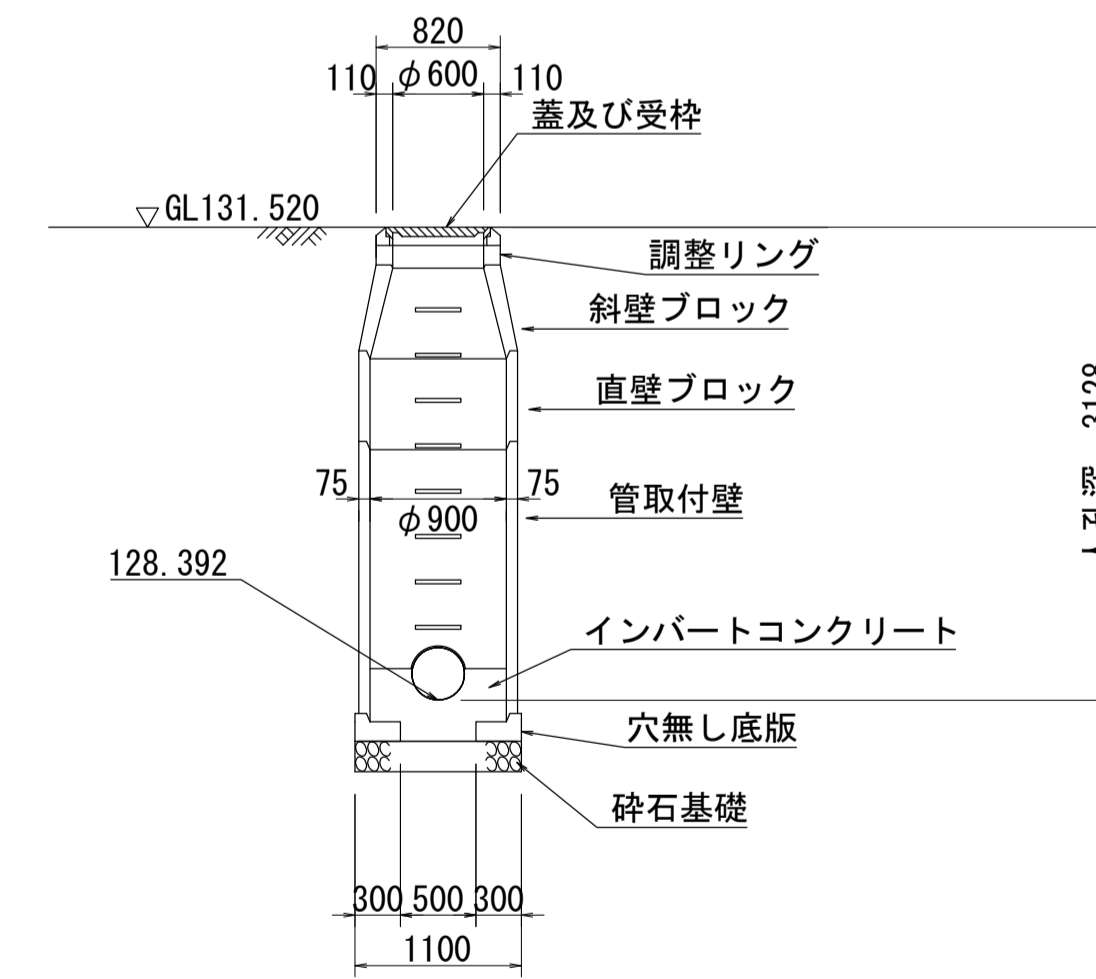 820
110 φ600 110
蓋及び受枠
GL131.520
調整リング
斜壁ブロック
直壁ブロック
75 75
φ900
管取付壁
128.392
インバートコンクリート
穴無し底版
砕石基礎
300 500 300
1100